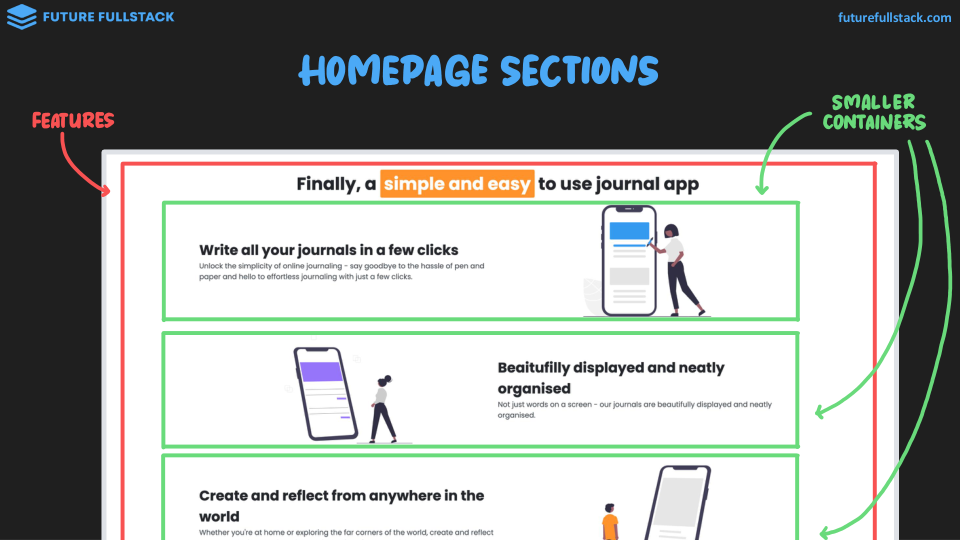 FUTURE FULLSTACK
futurefullstack.com
HOMEPAGE SECTIONS
FEATURES
SMALLER
CONTAINERS
Finally, a simple and easy to use journal app
Write all your journals in a few clicks
Unlock the simplicity of online journaling - say goodbye to the hassle of pen and
paper and hello to effortless journaling with just a few clicks.
Beaitufilly displayed and neatly
organised
Not just words on a screen - our journals are beautifully displayed and neatly
organised.
Create and reflect from anywhere in the
world
Whether you're at home or exploring the far corners of the world, create and reflect